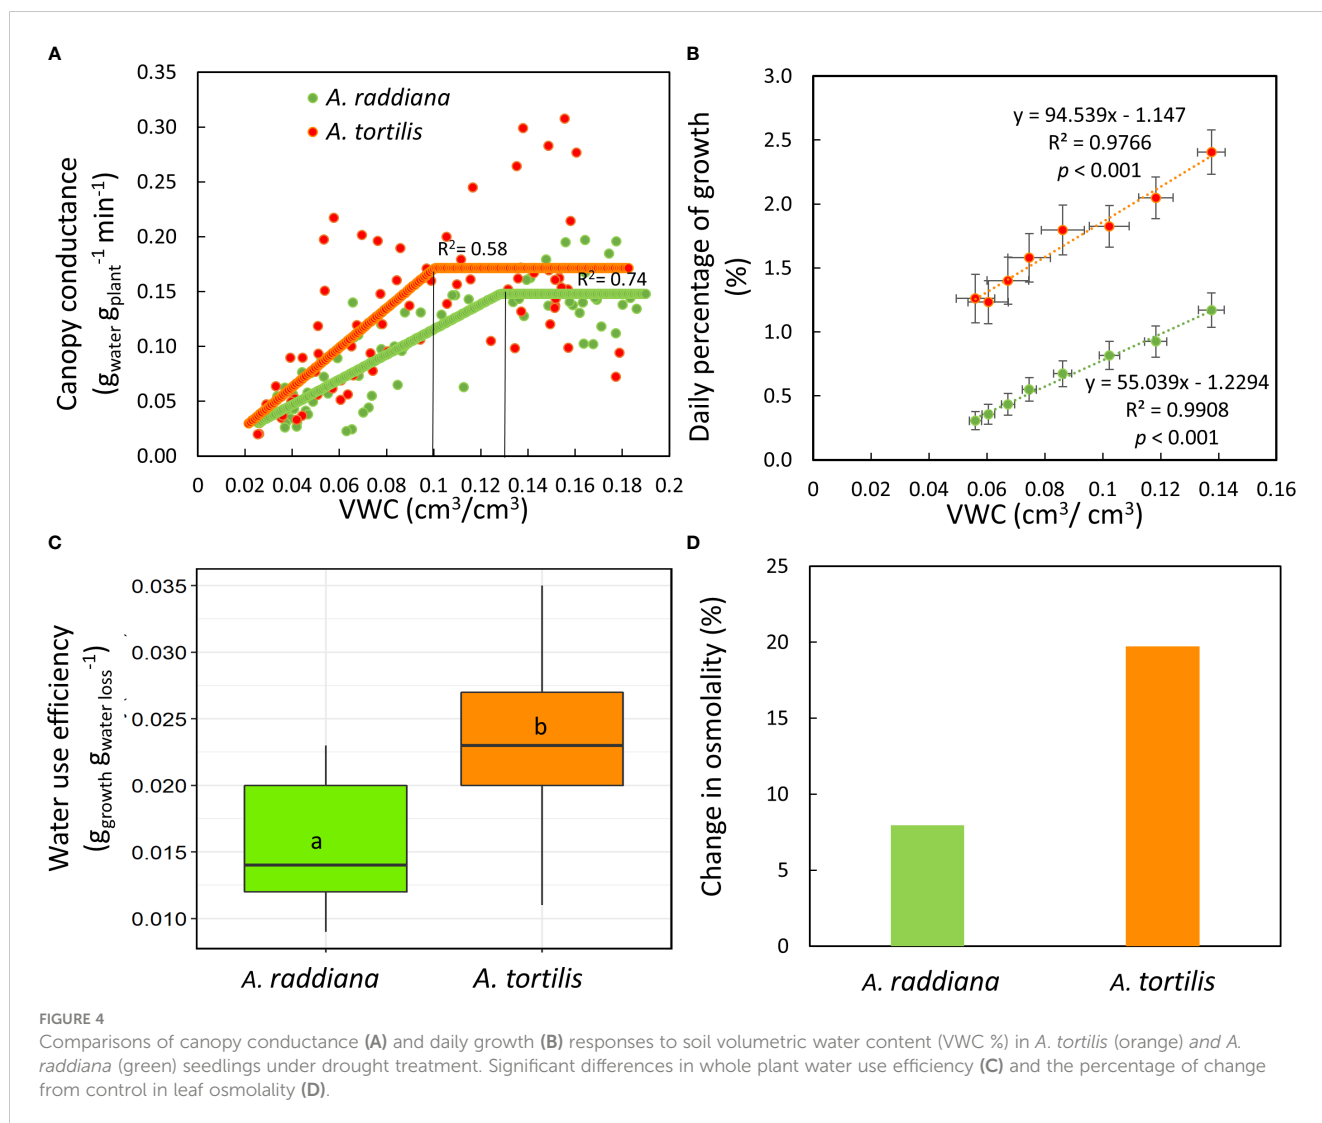 A
0.35
0.30
0.25
0.20
0.15
0.10
0.05
0.00
Canopy conductance
(g_water g_plant^-1 min^-1)
A. raddiana
A. tortilis
R²= 0.58
R²= 0.74
0 0.02 0.04 0.06 0.08 0.1 0.12 0.14 0.16 0.18 0.2
VWC (cm³/cm³)
B
3.0
2.5
2.0
1.5
1.0
0.5
0.0
Daily percentage of growth
(%)
y = 94.539x - 1.147
R² = 0.9766
p < 0.001
y = 55.039x - 1.2294
R² = 0.9908
p < 0.001
0 0.02 0.04 0.06 0.08 0.1 0.12 0.14 0.16
VWC (cm³/ cm³)
C
0.035
0.030
0.025
0.020
0.015
0.010
Water use efficiency
(g_growth g_water loss^-1)
a
b
A. raddiana A. tortilis
D
25
20
15
10
5
0
Change in osmolality (%)
A. raddiana A. tortilis
FIGURE 4
Comparisons of canopy conductance (A) and daily growth (B) responses to soil volumetric water content (VWC %) in A. tortilis (orange) and A.
raddiana (green) seedlings under drought treatment. Significant differences in whole plant water use efficiency (C) and the percentage of change
from control in leaf osmolality (D).